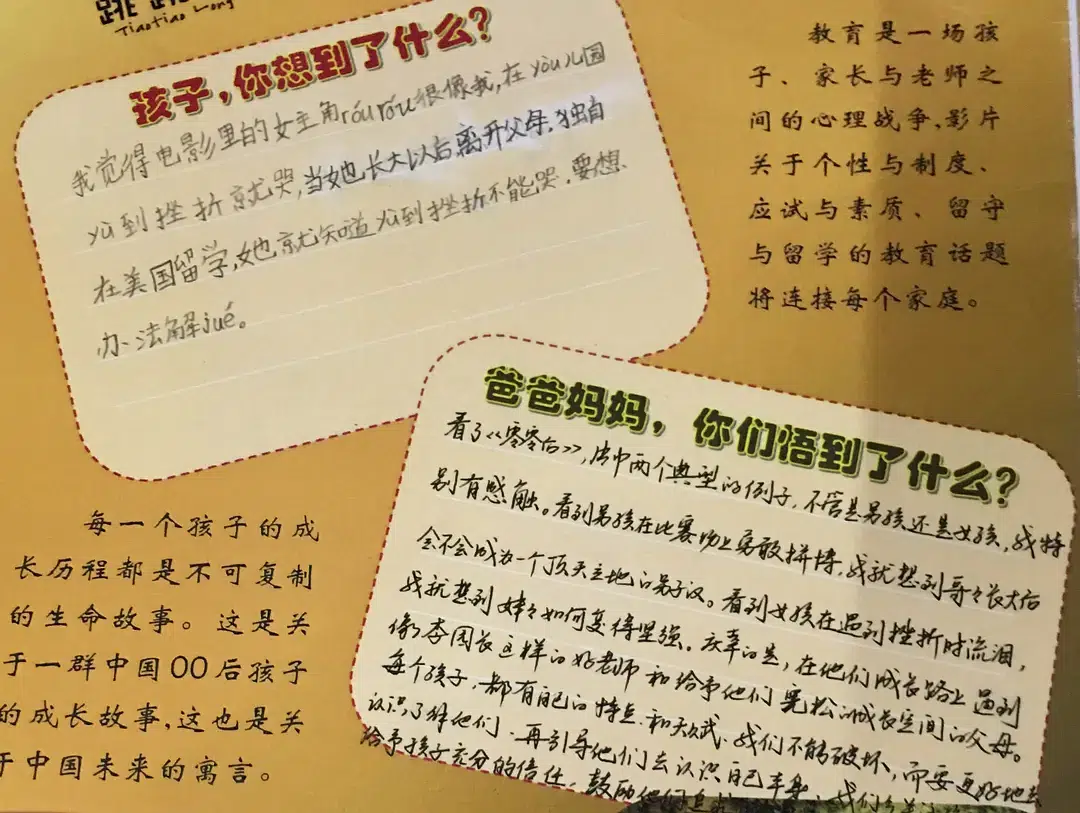 TiaoTiao Long
孩子，你想到了什么？
我觉得电影里的女主角róu róu很像我，在yòu儿园
yù到挫折就哭，当她长大以后离开父母，独自
在美国留学，她就知道yù到挫折不能哭，要想
办法解jué。
教育是一场孩
子、家长与老师之
间的心理战争，影片
关于个性与制度、
应试与素质、留守
与留学的教育话题
将连接每个家庭。
爸爸妈妈，你们悟到了什么？
看了《零零后》，片中两个典型的例子，不管是男孩还是女孩，我特
别有感触。看到男孩在比赛场上勇敢拼搏，我就想到哥哥长大后
会不会成为一个顶天立地的男子汉。看到女孩在遇到挫折时流泪，
我就想到妹妹如何变得坚强。庆幸的是，在他们成长路上遇到
像李园长这样的好老师和给予他们宽松的成长空间的父母。
每个孩子，都有自己的特点和天赋，我们不能破坏，而要更好地去
认识了解他们，再引导他们去认识自己
给予孩子充分的信任，鼓励他们
每一个孩子的成
长历程都是不可复制
的生命故事。这是关
于一群中国00后孩子
的成长故事，这也是关
于中国未来的寓言。